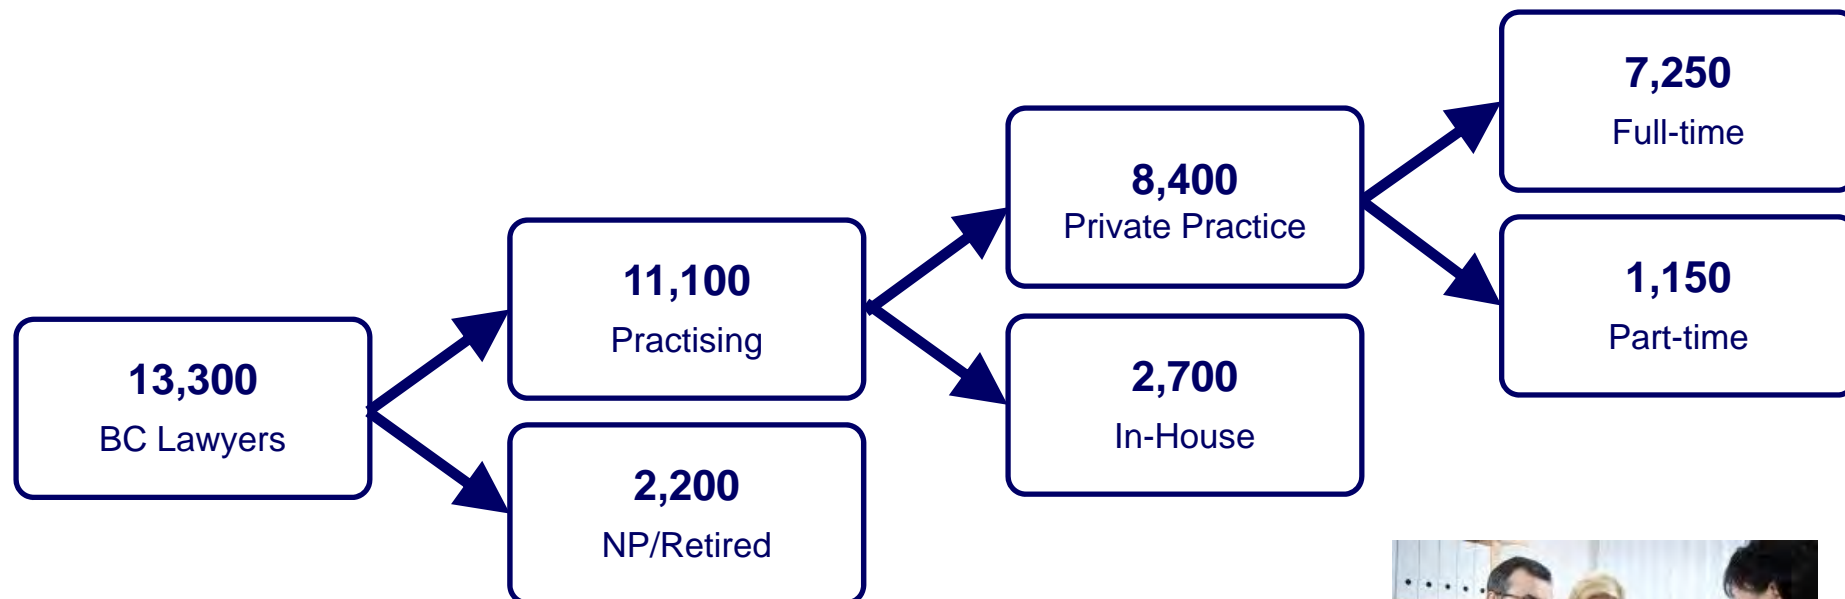 13,300
BC Lawyers
11,100
Practising
2,200
NP/Retired
8,400
Private Practice
2,700
In-House
7,250
Full-time
1,150
Part-time